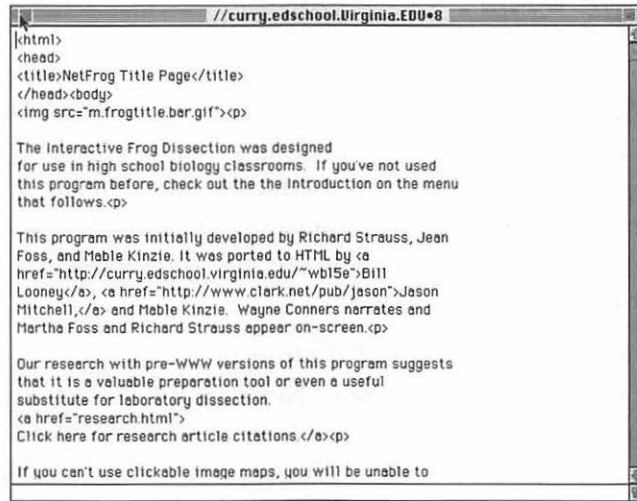 //curry.edschool.Virginia.EDU•8
<html>
<head>
<title>NetFrog Title Page</title>
</head><body>
<img src="m.frogtitle.bar.gif"><p>
The Interactive Frog Dissection was designed
for use in high school biology classrooms. If you've not used
this program before, check out the the Introduction on the menu
that follows.<p>
This program was initially developed by Richard Strauss, Jean
Foss, and Mable Kinzie. It was ported to HTML by <a
href="http://curry.edschool.virginia.edu/~wb15e">Bill
Looney</a>, <a href="http://www.clark.net/pub/jason">Jason
Mitchell,</a> and Mable Kinzie. Wayne Conners narrates and
Martha Foss and Richard Strauss appear on-screen.<p>
Our research with pre-WWW versions of this program suggests
that it is a valuable preparation tool or even a useful
substitute for laboratory dissection.
<a href="research.html">
Click here for research article citations.</a><p>
If you can't use clickable image maps, you will be unable to